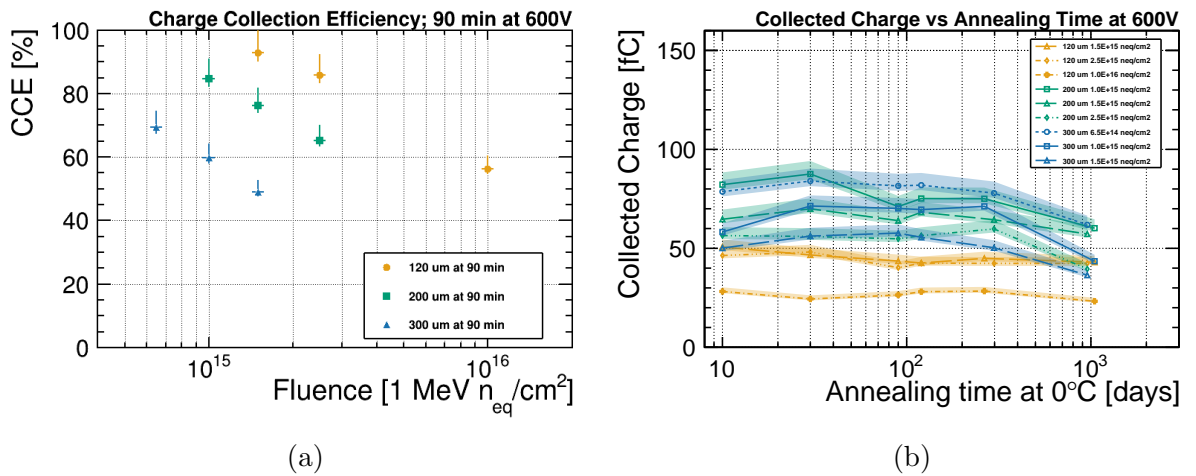 Charge Collection Efficiency; 90 min at 600V
CCE [%]
100
80
60
40
20
0
120 um at 90 min
200 um at 90 min
300 um at 90 min
10^15
10^16
Fluence [1 MeV n_eq/cm²]
(a)
Collected Charge vs Annealing Time at 600V
Collected Charge [fC]
150
100
50
0
120 um 1.5E+15 neq/cm2
120 um 2.5E+15 neq/cm2
120 um 1.0E+16 neq/cm2
200 um 1.0E+15 neq/cm2
200 um 1.5E+15 neq/cm2
200 um 2.5E+15 neq/cm2
300 um 6.5E+14 neq/cm2
300 um 1.0E+15 neq/cm2
300 um 1.5E+15 neq/cm2
10
10^2
10^3
Annealing time at 0°C [days]
(b)